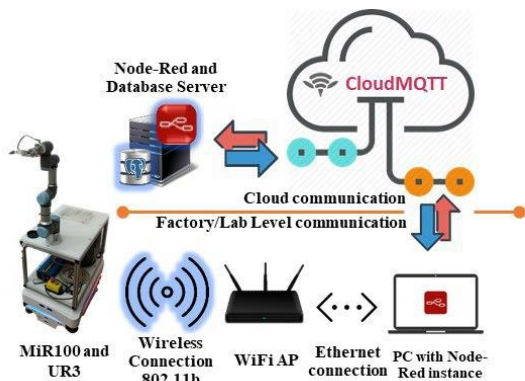 Node-Red and
Database Server
CloudMQTT
Cloud communication
Factory/Lab Level communication
MiR100 and
UR3
Wireless
Connection
802.11b
WiFi AP
Ethernet
connection
PC with Node-
Red instance